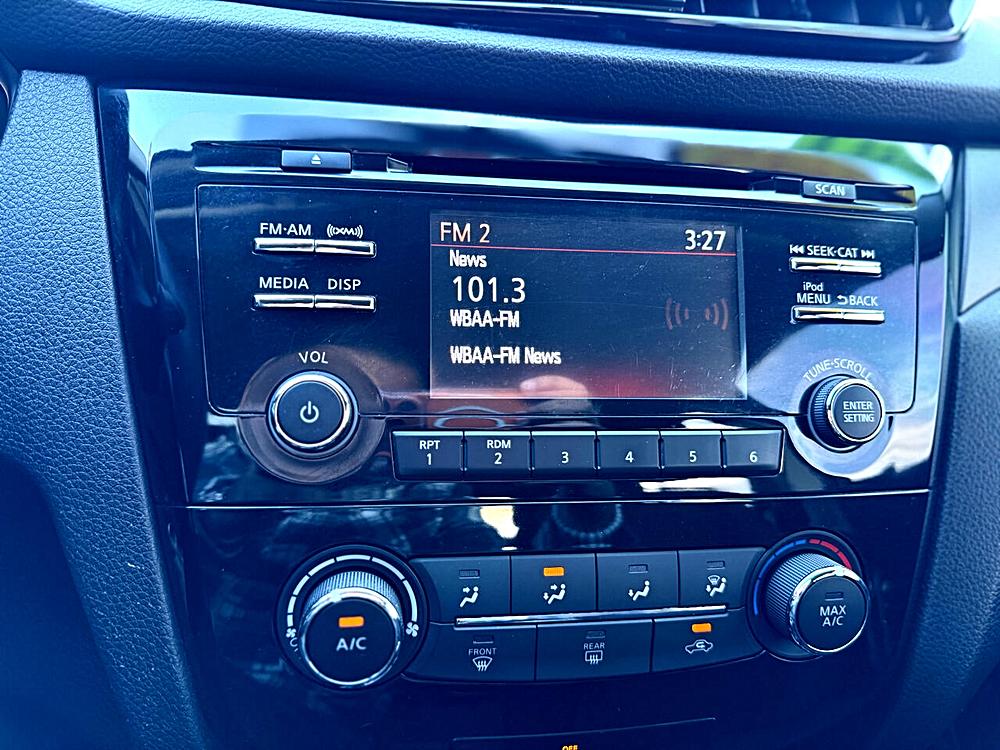 SCAN
FM·AM ((XM))
MEDIA DISP
VOL
FM 2 3:27
News
101.3
WBAA-FM
WBAA-FM News
SEEK·CAT
iPod
MENU BACK
TUNE·SCROLL
ENTER
SETTING
RPT
1
RDM
2
3
4
5
6
A/C
C
FRONT
REAR
MAX
A/C
OFF